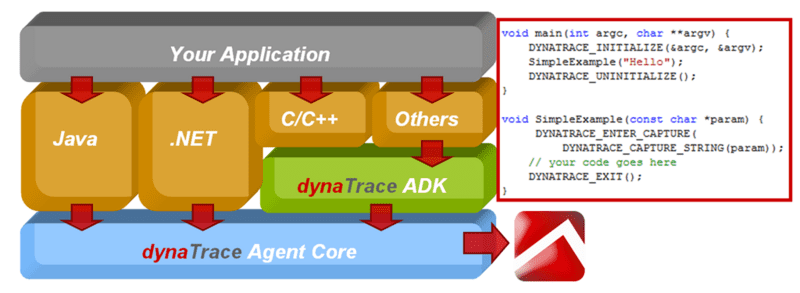 Your Application
Java
.NET
C/C++
Others
dynaTrace ADK
dynaTrace Agent Core
void main(int argc, char **argv) {
    DYNATRACE_INITIALIZE(&argc, &argv);
    SimpleExample("Hello");
    DYNATRACE_UNINITIALIZE();
}
void SimpleExample(const char *param) {
    DYNATRACE_ENTER_CAPTURE(
        DYNATRACE_CAPTURE_STRING(param));
    // your code goes here
    DYNATRACE_EXIT();
}